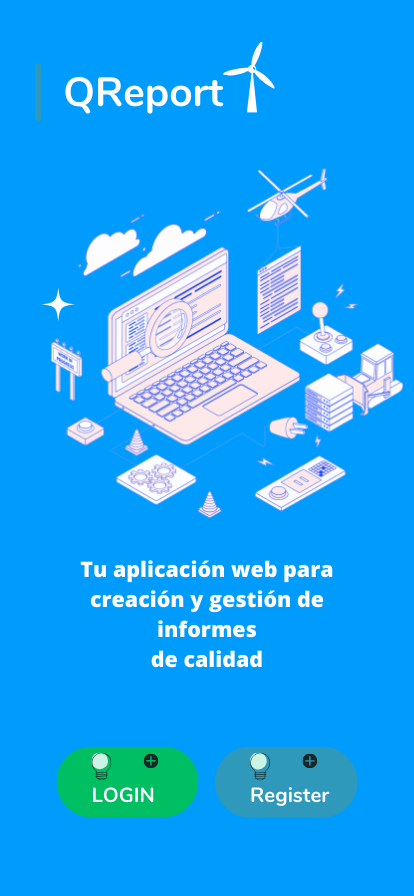 QReport
Tu aplicación web para
creación y gestión de
informes
de calidad
LOGIN
Register